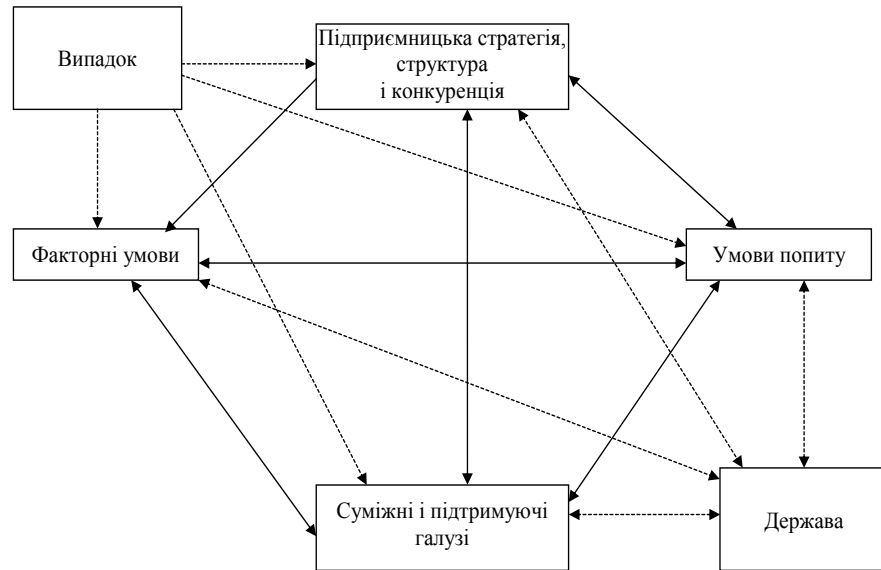 Випадок
Підприємницька стратегія,
структура
і конкуренція
Факторні умови
Умови попиту
Суміжні і підтримуючі
галузі
Держава